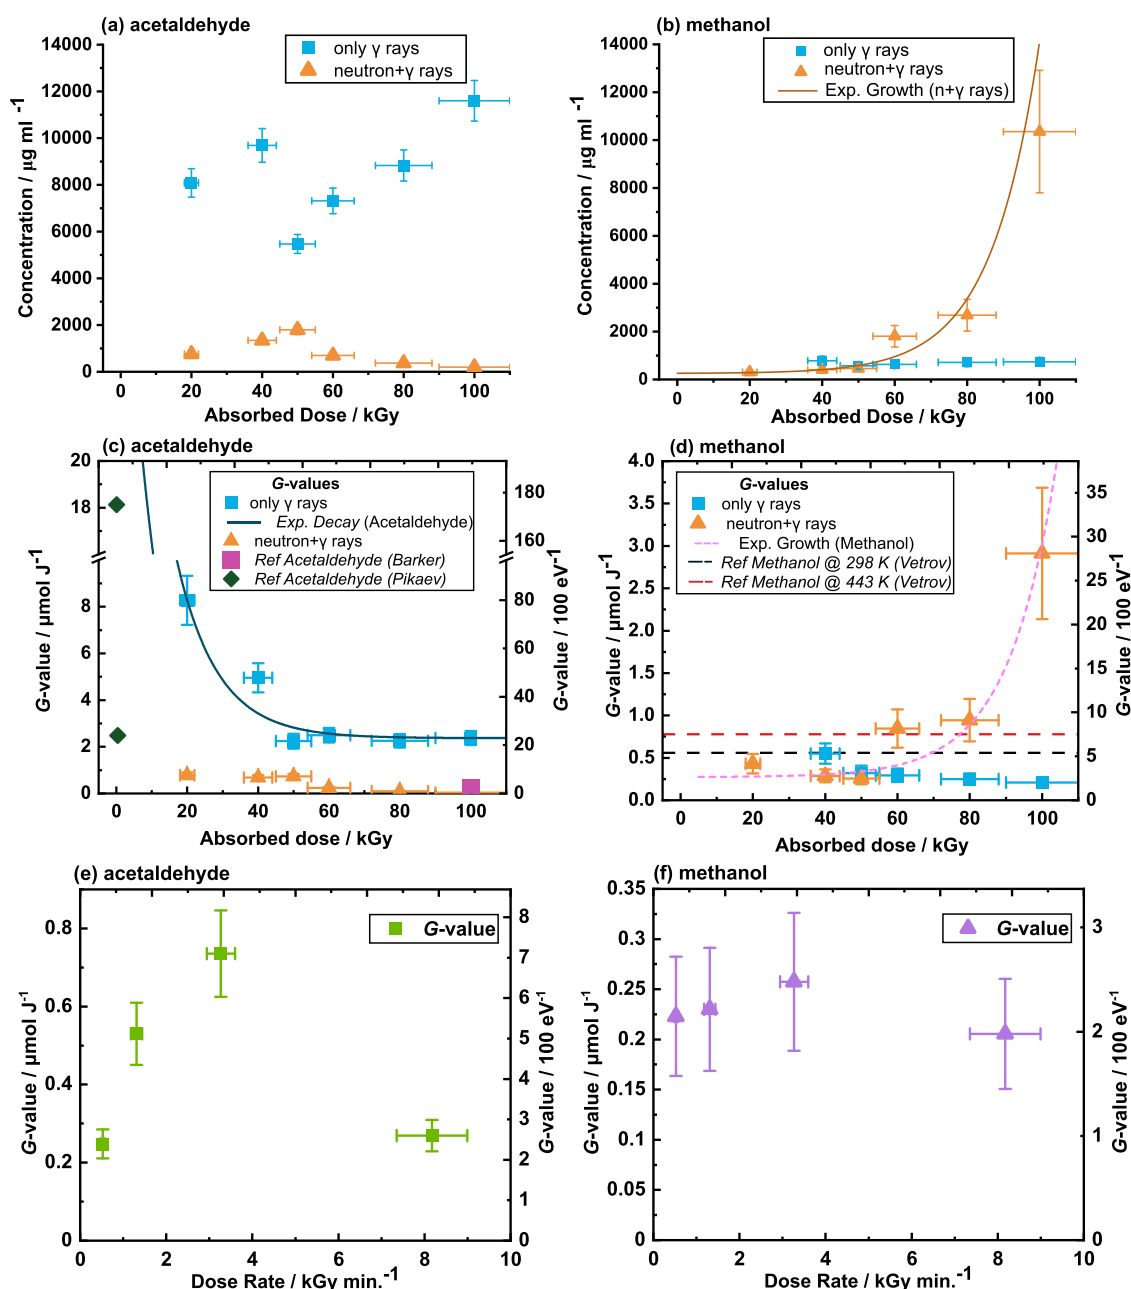 (a) acetaldehyde
14000
12000
10000
8000
6000
4000
2000
0
Concentration / µg ml -1
only γ rays
neutron+γ rays
0 20 40 60 80 100
Absorbed Dose / kGy
(b) methanol
14000
12000
10000
8000
6000
4000
2000
0
Concentration / µg ml -1
only γ rays
neutron+γ rays
Exp. Growth (n+γ rays)
0 20 40 60 80 100
Absorbed Dose / kGy
(c) acetaldehyde
20
18
8
6
4
2
0
G-value / µmol J-1
G-values
only γ rays
Exp. Decay (Acetaldehyde)
neutron+γ rays
Ref Acetaldehyde (Barker)
Ref Acetaldehyde (Pikaev)
180
160
80
60
40
20
0
G-value / 100 eV-1
0 20 40 60 80 100
Absorbed dose / kGy
(d) methanol
4.0
3.5
3.0
2.5
2.0
1.5
1.0
0.5
0.0
G-value / µmol J-1
G-values
only γ rays
neutron+γ rays
Exp. Growth (Methanol)
Ref Methanol @ 298 K (Vetrov)
Ref Methanol @ 443 K (Vetrov)
35
30
25
20
15
10
5
0
G-value / 100 eV-1
0 20 40 60 80 100
Absorbed dose / kGy
(e) acetaldehyde
0.8
0.6
0.4
0.2
0
G-value / µmol J-1
G-value
8
7
6
5
4
3
2
1
0
G-value / 100 eV-1
0 2 4 6 8 10
Dose Rate / kGy min.-1
(f) methanol
0.35
0.3
0.25
0.2
0.15
0.1
0.05
0
G-value / µmol J-1
G-value
3
2
1
0
G-value / 100 eV-1
0 2 4 6 8 10
Dose Rate / kGy min.-1